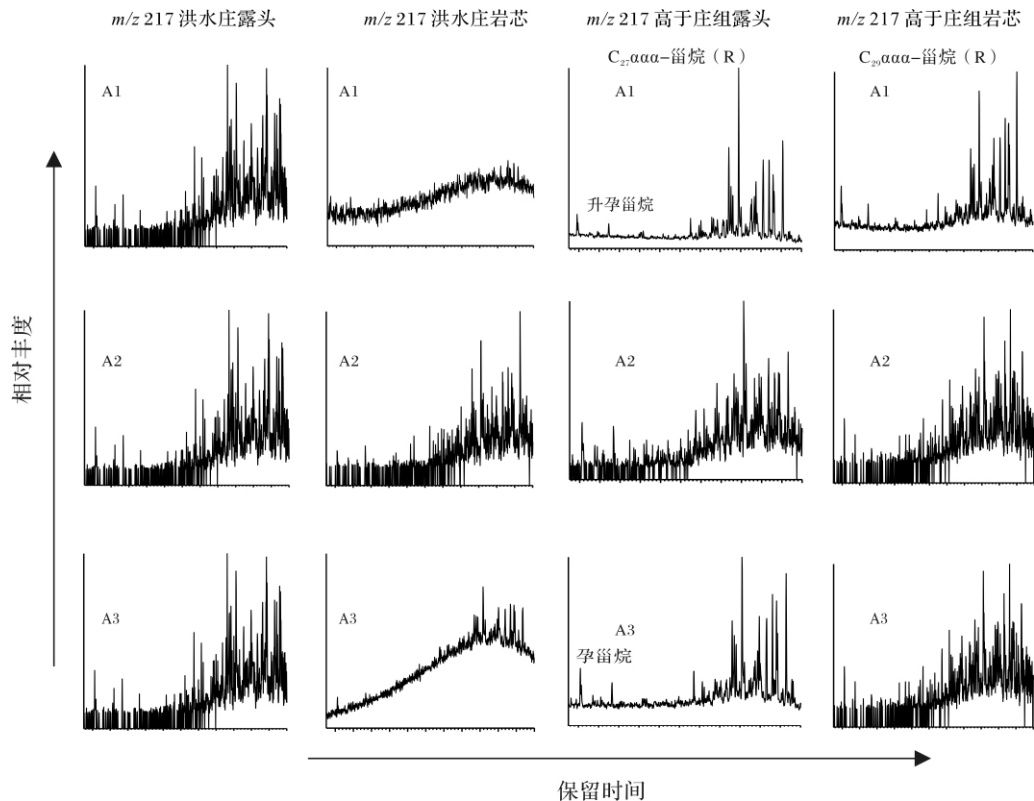 m/z 217 洪水庄露头
m/z 217 洪水庄岩芯
m/z 217 高于庄组露头
m/z 217 高于庄组岩芯
C₂₇ααα-甾烷（R）
C₂₉ααα-甾烷（R）
A1
A1
A1
A1
升孕甾烷
A2
A2
A2
A2
A3
A3
A3
A3
孕甾烷
相对丰度
保留时间